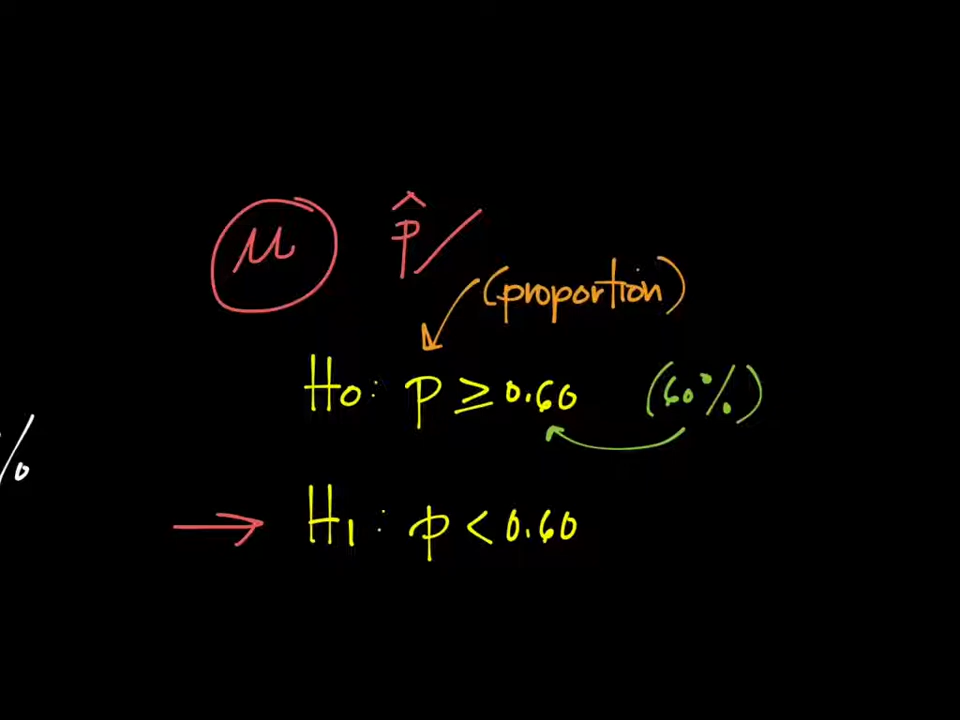 μ p̂/
(proportion)
H0: p ≥ 0.60 (60%)
%
H1: p < 0.60